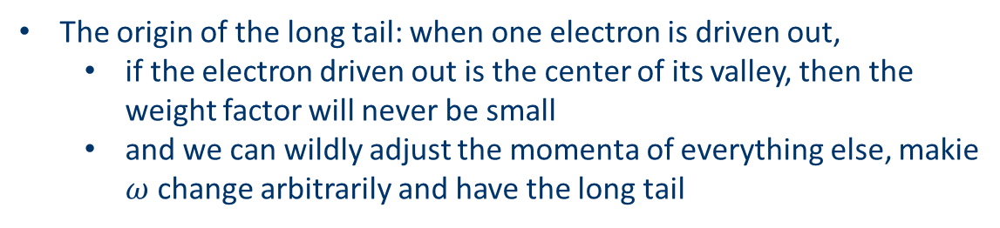 • The origin of the long tail: when one electron is driven out,
• if the electron driven out is the center of its valley, then the
weight factor will never be small
• and we can wildly adjust the momenta of everything else, makie
𝜔 change arbitrarily and have the long tail